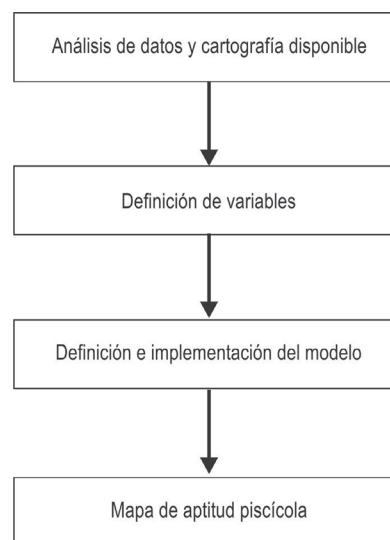 Análisis de datos y cartografía disponible
Definición de variables
Definición e implementación del modelo
Mapa de aptitud piscícola